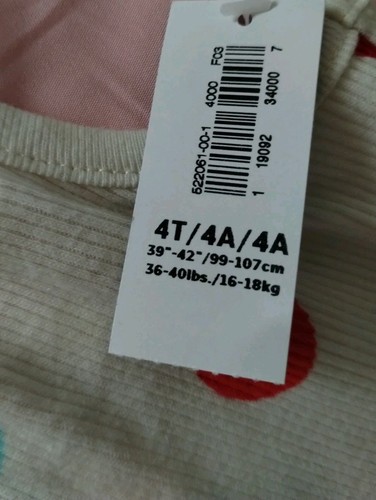 522061-00-1 4000 F03
1 19092 34000 7
4T/4A/4A
39"-42"/99-107cm
36-40lbs./16-18kg